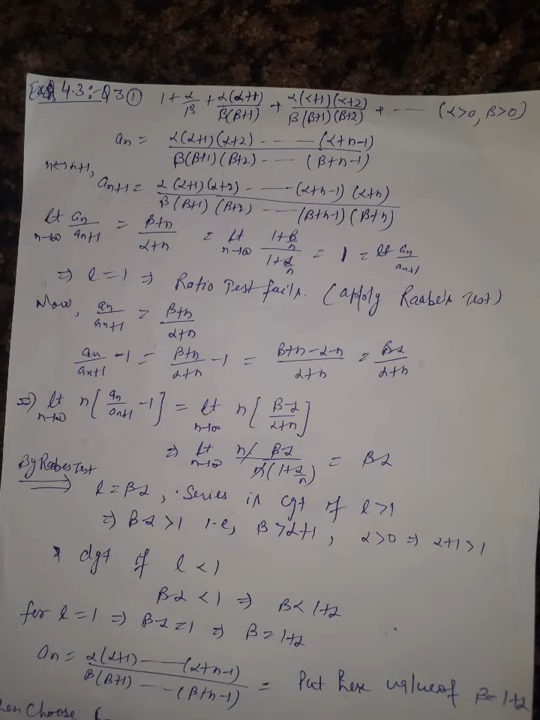 Ex 4.3:- Q3① 1 + α/β + α(α+1)/β(β+1) + α(α+1)(α+2)/β(β+1)(β+2) + ----- (α>0, β>0)
an = α(α+1)(α+2) ------ (α+n-1) / β(β+1)(β+2) ---- (β+n-1)
n→n+1,
an+1 = α(α+1)(α+2) ------ (α+n-1) (α+n) / β(β+1)(β+2) ---- (β+n-1)(β+n)
lt n→∞ an/an+1 = β+n/α+n = lt n→∞ 1+β/n / 1+α/n = 1 = lt an/an+1
⇒ l=1 ⇒ Ratio Test fails. (apply Raabe's Test)
Now, an/an+1 = β+n/α+n
an/an+1 - 1 = β+n/α+n - 1 = β+n-α-n/α+n = β-α/α+n
⇒ lt n→∞ n[an/an+1 - 1] = lt n→∞ n[β-α/α+n]
⇒ lt n→∞ n β-α / n(1+α/n) = β-α
By Raabes Test
l = β-α, Series is cgt if l>1
⇒ β-α>1 i-e, β>α+1, α>0 ⇒ α+1>1
dgt if l<1
β-α<1 ⇒ β<1+α
for l=1 ⇒ β-α=1 ⇒ β=1+α
an = α(α+1) ---- (α+n-1) / β(β+1) --- (β+n-1) = Put here value of β=1+α
Choose